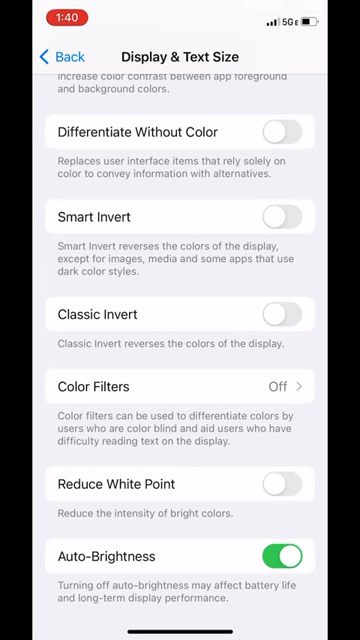 1:40
5G E
Back
Display & Text Size
Increase color contrast between app foreground
and background colors.
Differentiate Without Color
Replaces user interface items that rely solely on
color to convey information with alternatives.
Smart Invert
Smart Invert reverses the colors of the display,
except for images, media and some apps that use
dark color styles.
Classic Invert
Classic Invert reverses the colors of the display.
Color Filters Off
Color filters can be used to differentiate colors by
users who are color blind and aid users who have
difficulty reading text on the display.
Reduce White Point
Reduce the intensity of bright colors.
Auto-Brightness
Turning off auto-brightness may affect battery life
and long-term display performance.